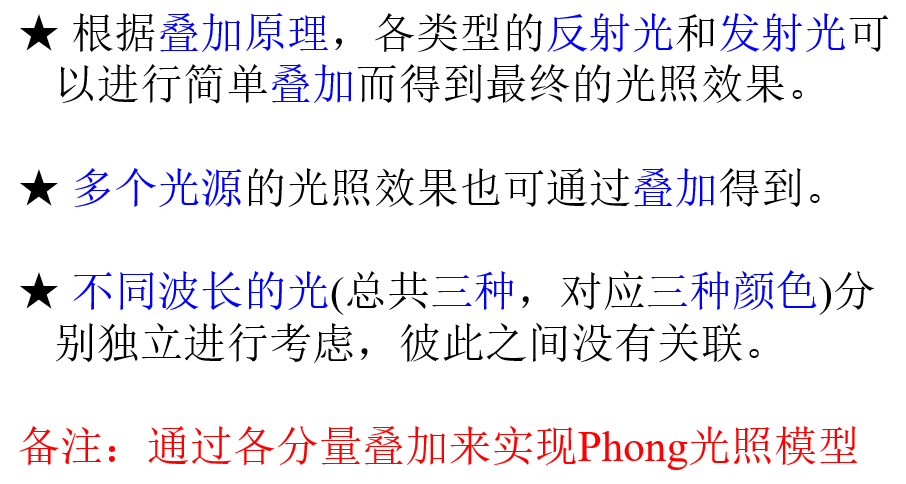 ★ 根据叠加原理，各类型的反射光和发射光可
以进行简单叠加而得到最终的光照效果。
★ 多个光源的光照效果也可通过叠加得到。
★ 不同波长的光(总共三种，对应三种颜色)分
别独立进行考虑，彼此之间没有关联。
备注：通过各分量叠加来实现Phong光照模型